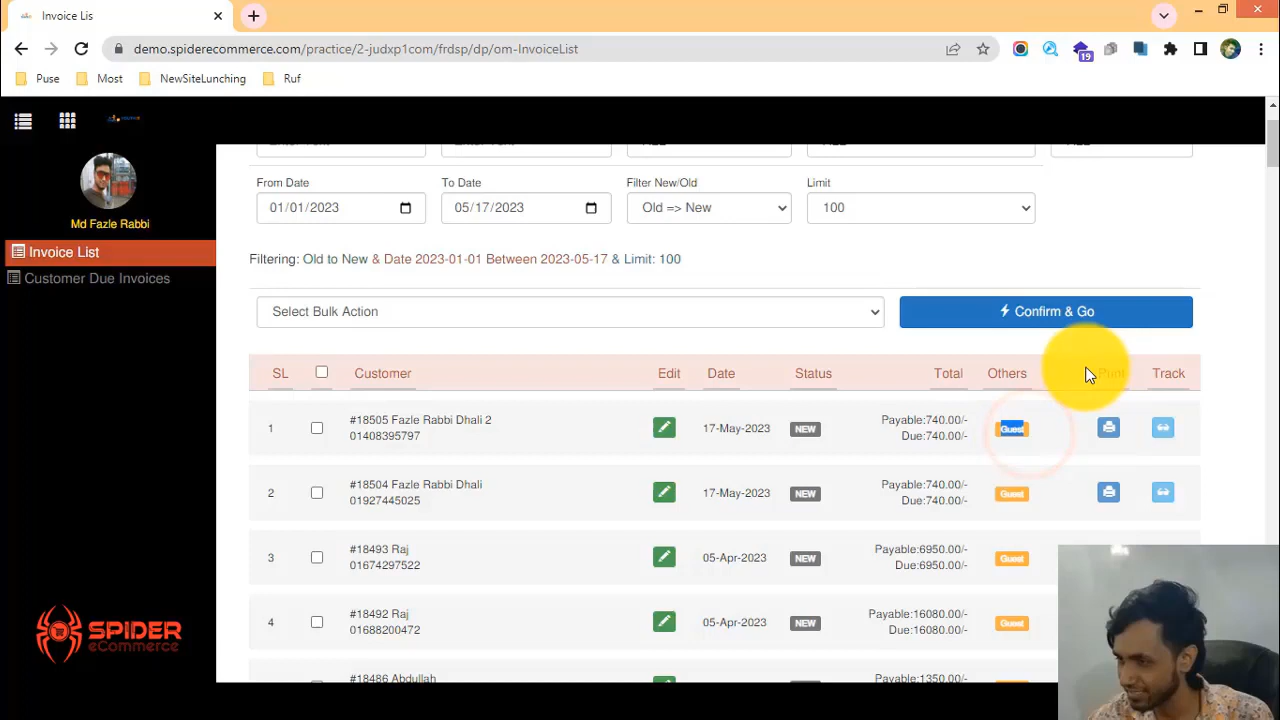 Invoice Lis
demo.spiderecommerce.com/practice/2-judxp1com/frdsp/dp/om-InvoiceList
19
Puse Most NewSiteLunching Ruf
Md Fazle Rabbi
Invoice List
Customer Due Invoices
SPIDER
eCommerce
From Date To Date Filter New/Old Limit
01/01/2023 05/17/2023 Old => New 100
Filtering: Old to New & Date 2023-01-01 Between 2023-05-17 & Limit: 100
Select Bulk Action Confirm & Go
SL Customer Edit Date Status Total Others Print Track
#18505 Fazle Rabbi Dhali 2 Payable:740.00/-
1 17-May-2023 NEW Guest
01408395797 Due:740.00/-
#18504 Fazle Rabbi Dhali Payable:740.00/-
2 17-May-2023 NEW Guest
01927445025 Due:740.00/-
#18493 Raj Payable:6950.00/-
3 05-Apr-2023 NEW Guest
01674297522 Due:6950.00/-
#18492 Raj Payable:16080.00/-
4 05-Apr-2023 NEW Guest
01688200472 Due:16080.00/-
#18486 Abdullah Payable:1350.00/-